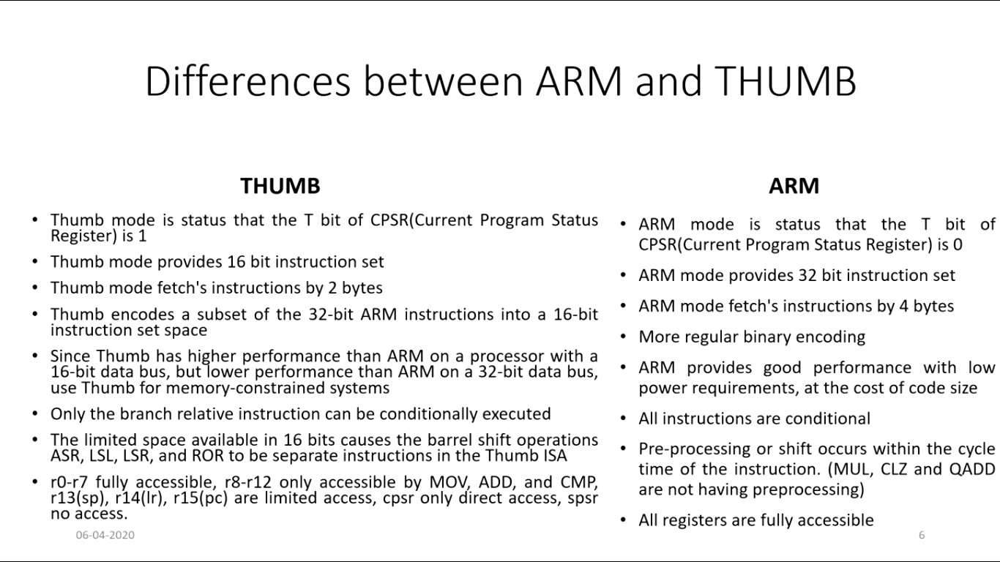 Differences between ARM and THUMB
THUMB
• Thumb mode is status that the T bit of CPSR(Current Program Status
Register) is 1
• Thumb mode provides 16 bit instruction set
• Thumb mode fetch's instructions by 2 bytes
• Thumb encodes a subset of the 32-bit ARM instructions into a 16-bit
instruction set space
• Since Thumb has higher performance than ARM on a processor with a
16-bit data bus, but lower performance than ARM on a 32-bit data bus,
use Thumb for memory-constrained systems
• Only the branch relative instruction can be conditionally executed
• The limited space available in 16 bits causes the barrel shift operations
ASR, LSL, LSR, and ROR to be separate instructions in the Thumb ISA
• r0-r7 fully accessible, r8-r12 only accessible by MOV, ADD, and CMP,
r13(sp), r14(lr), r15(pc) are limited access, cpsr only direct access, spsr
no access.
ARM
• ARM mode is status that the T bit of
CPSR(Current Program Status Register) is 0
• ARM mode provides 32 bit instruction set
• ARM mode fetch's instructions by 4 bytes
• More regular binary encoding
• ARM provides good performance with low
power requirements, at the cost of code size
• All instructions are conditional
• Pre-processing or shift occurs within the cycle
time of the instruction. (MUL, CLZ and QADD
are not having preprocessing)
• All registers are fully accessible
06-04-2020
6